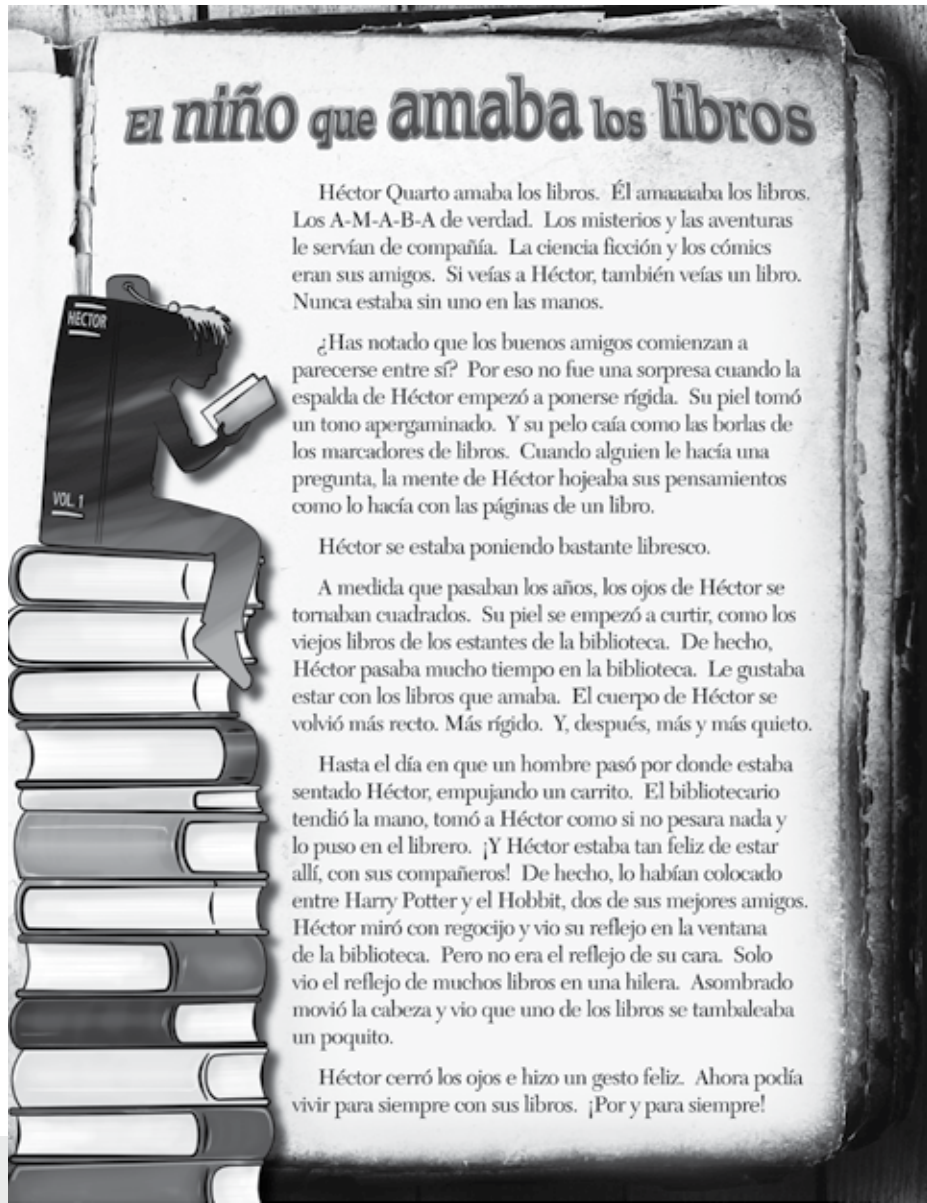 El niño que amaba los libros
Héctor Quarto amaba los libros. Él amaaaaba los libros.
Los A-M-A-B-A de verdad. Los misterios y las aventuras
le servían de compañía. La ciencia ficción y los cómics
eran sus amigos. Si veías a Héctor, también veías un libro.
Nunca estaba sin uno en las manos.
¿Has notado que los buenos amigos comienzan a
parecerse entre sí? Por eso no fue una sorpresa cuando la
espalda de Héctor empezó a ponerse rígida. Su piel tomó
un tono apergaminado. Y su pelo caía como las borlas de
los marcadores de libros. Cuando alguien le hacía una
pregunta, la mente de Héctor hojeaba sus pensamientos
como lo hacía con las páginas de un libro.
Héctor se estaba poniendo bastante libresco.
A medida que pasaban los años, los ojos de Héctor se
tornaban cuadrados. Su piel se empezó a curtir, como los
viejos libros de los estantes de la biblioteca. De hecho,
Héctor pasaba mucho tiempo en la biblioteca. Le gustaba
estar con los libros que amaba. El cuerpo de Héctor se
volvió más recto. Más rígido. Y, después, más y más quieto.
Hasta el día en que un hombre pasó por donde estaba
sentado Héctor, empujando un carrito. El bibliotecario
tendió la mano, tomó a Héctor como si no pesara nada y
lo puso en el librero. ¡Y Héctor estaba tan feliz de estar
allí, con sus compañeros! De hecho, lo habían colocado
entre Harry Potter y el Hobbit, dos de sus mejores amigos.
Héctor miró con regocijo y vio su reflejo en la ventana
de la biblioteca. Pero no era el reflejo de su cara. Solo
vio el reflejo de muchos libros en una hilera. Asombrado
movió la cabeza y vio que uno de los libros se tambaleaba
un poquito.
Héctor cerró los ojos e hizo un gesto feliz. Ahora podía
vivir para siempre con sus libros. ¡Por y para siempre!
HECTOR
VOL. 1